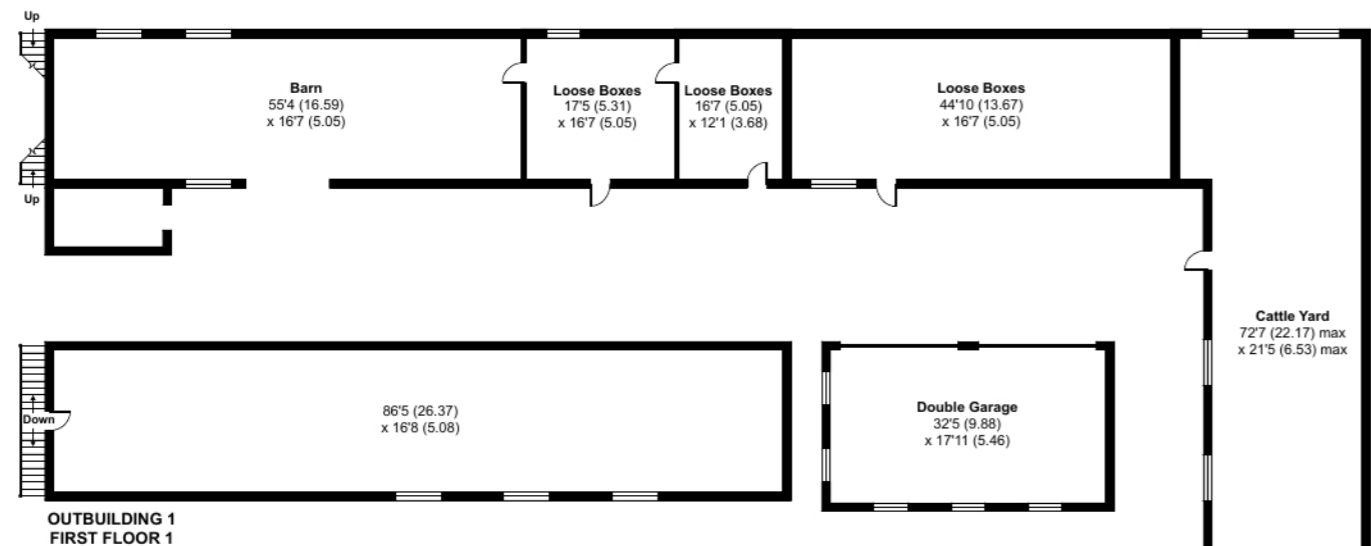 Up
Barn
55'4 (16.59)
x 16'7 (5.05)
Loose Boxes
17'5 (5.31)
x 16'7 (5.05)
Loose Boxes
16'7 (5.05)
x 12'1 (3.68)
Loose Boxes
44'10 (13.67)
x 16'7 (5.05)
Up
Cattle Yard
72'7 (22.17) max
x 21'5 (6.53) max
Down
86'5 (26.37)
x 16'8 (5.08)
Double Garage
32'5 (9.88)
x 17'11 (5.46)
OUTBUILDING 1
FIRST FLOOR 1